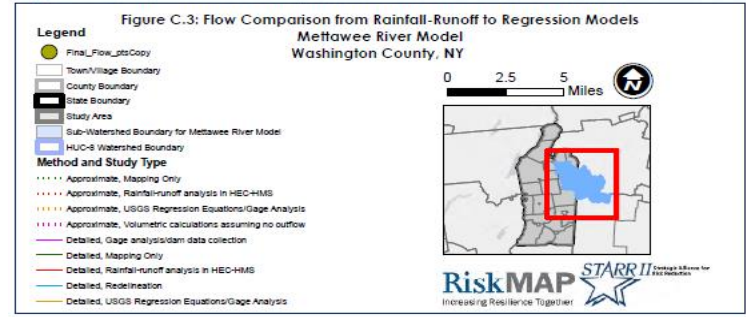 Figure C.3: Flow Comparison from Rainfall-Runoff to Regression Models
Mettawee River Model
Washington County, NY
Legend
Final_Flow_ptsCopy
Town/Village Boundary
County Boundary
State Boundary
Study Area
Sub-Watershed Boundary for Mettawee River Model
HUC-8 Watershed Boundary
Method and Study Type
Approximate, Mapping Only
Approximate, Rainfall-runoff analysis in HEC-HMS
Approximate, USGS Regression Equations/Gage Analysis
Approximate, Volumetric calculations assuming no outflow
Detailed, Gage analysis/dam data collection
Detailed, Mapping Only
Detailed, Rainfall-runoff analysis in HEC-HMS
Detailed, Redelineation
Detailed, USGS Regression Equations/Gage Analysis
0 2.5 5
Miles
N
RiskMAP
Increasing Resilience Together
STARR II
Strategic Alliance for
Risk Reduction